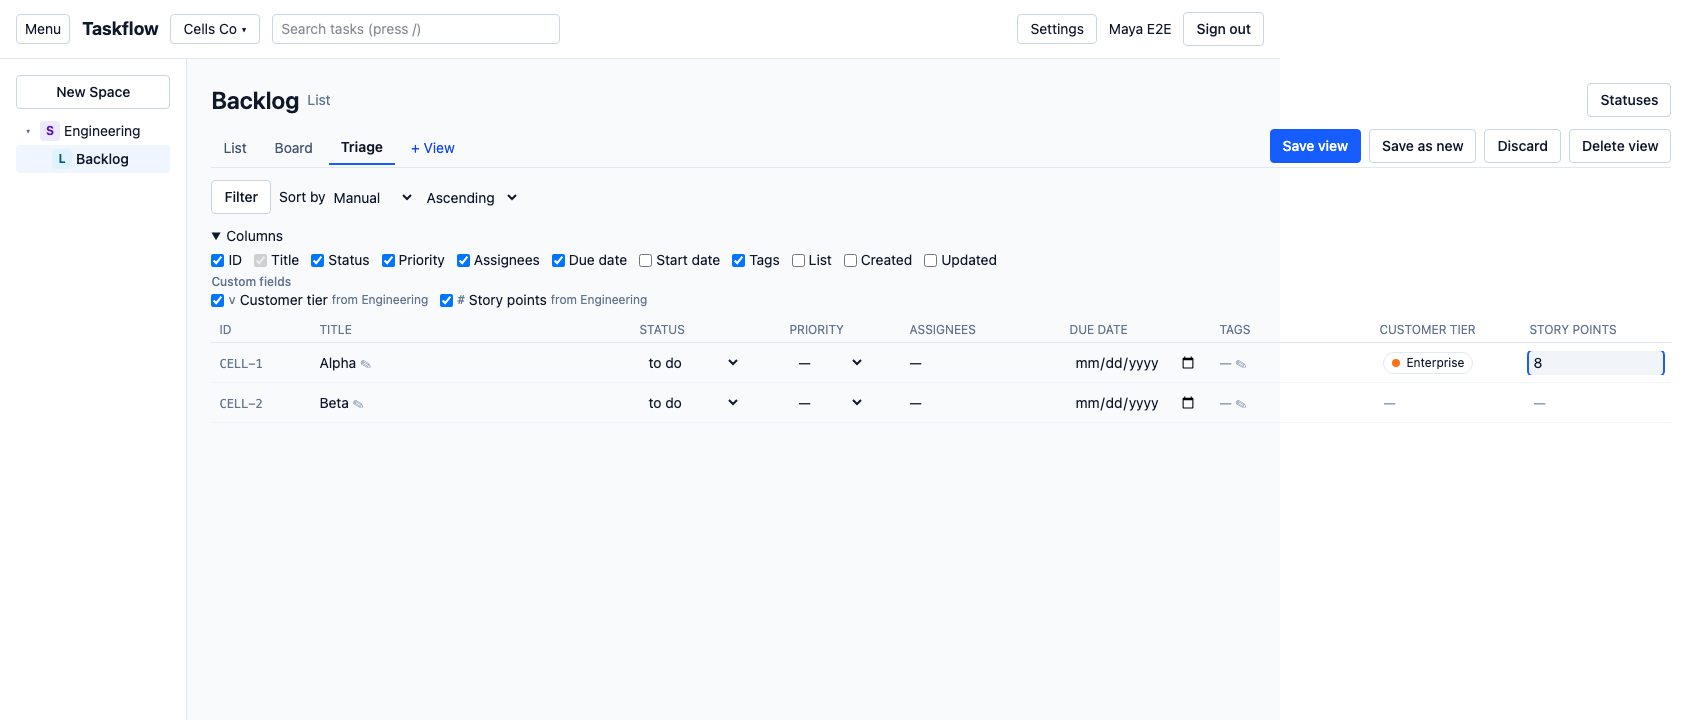 Menu Taskflow Cells Co ▾ Search tasks (press /) Settings Maya E2E Sign out
New Space
▾ S Engineering
L Backlog
Backlog List Statuses
List Board Triage + View Save view Save as new Discard Delete view
Filter Sort by Manual Ascending
▼ Columns
ID Title Status Priority Assignees Due date Start date Tags List Created Updated
Custom fields
v Customer tier from Engineering # Story points from Engineering
ID TITLE STATUS PRIORITY ASSIGNEES DUE DATE TAGS CUSTOMER TIER STORY POINTS
CELL-1 Alpha ✎ to do — — mm/dd/yyyy — ✎ Enterprise 8
CELL-2 Beta ✎ to do — — mm/dd/yyyy — ✎ — —